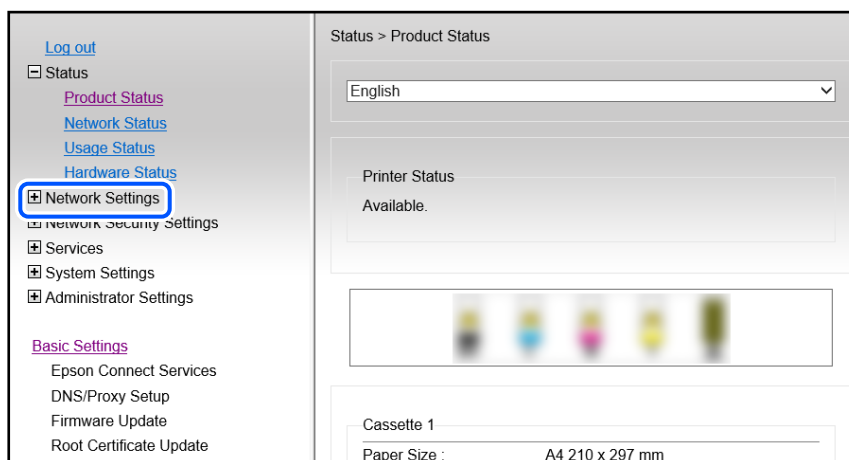 Log out
Status
Product Status
Network Status
Usage Status
Hardware Status
Network Settings
Network Security Settings
Services
System Settings
Administrator Settings
Basic Settings
Epson Connect Services
DNS/Proxy Setup
Firmware Update
Root Certificate Update
Status > Product Status
English
Printer Status
Available.
Cassette 1
Paper Size : A4 210 x 297 mm